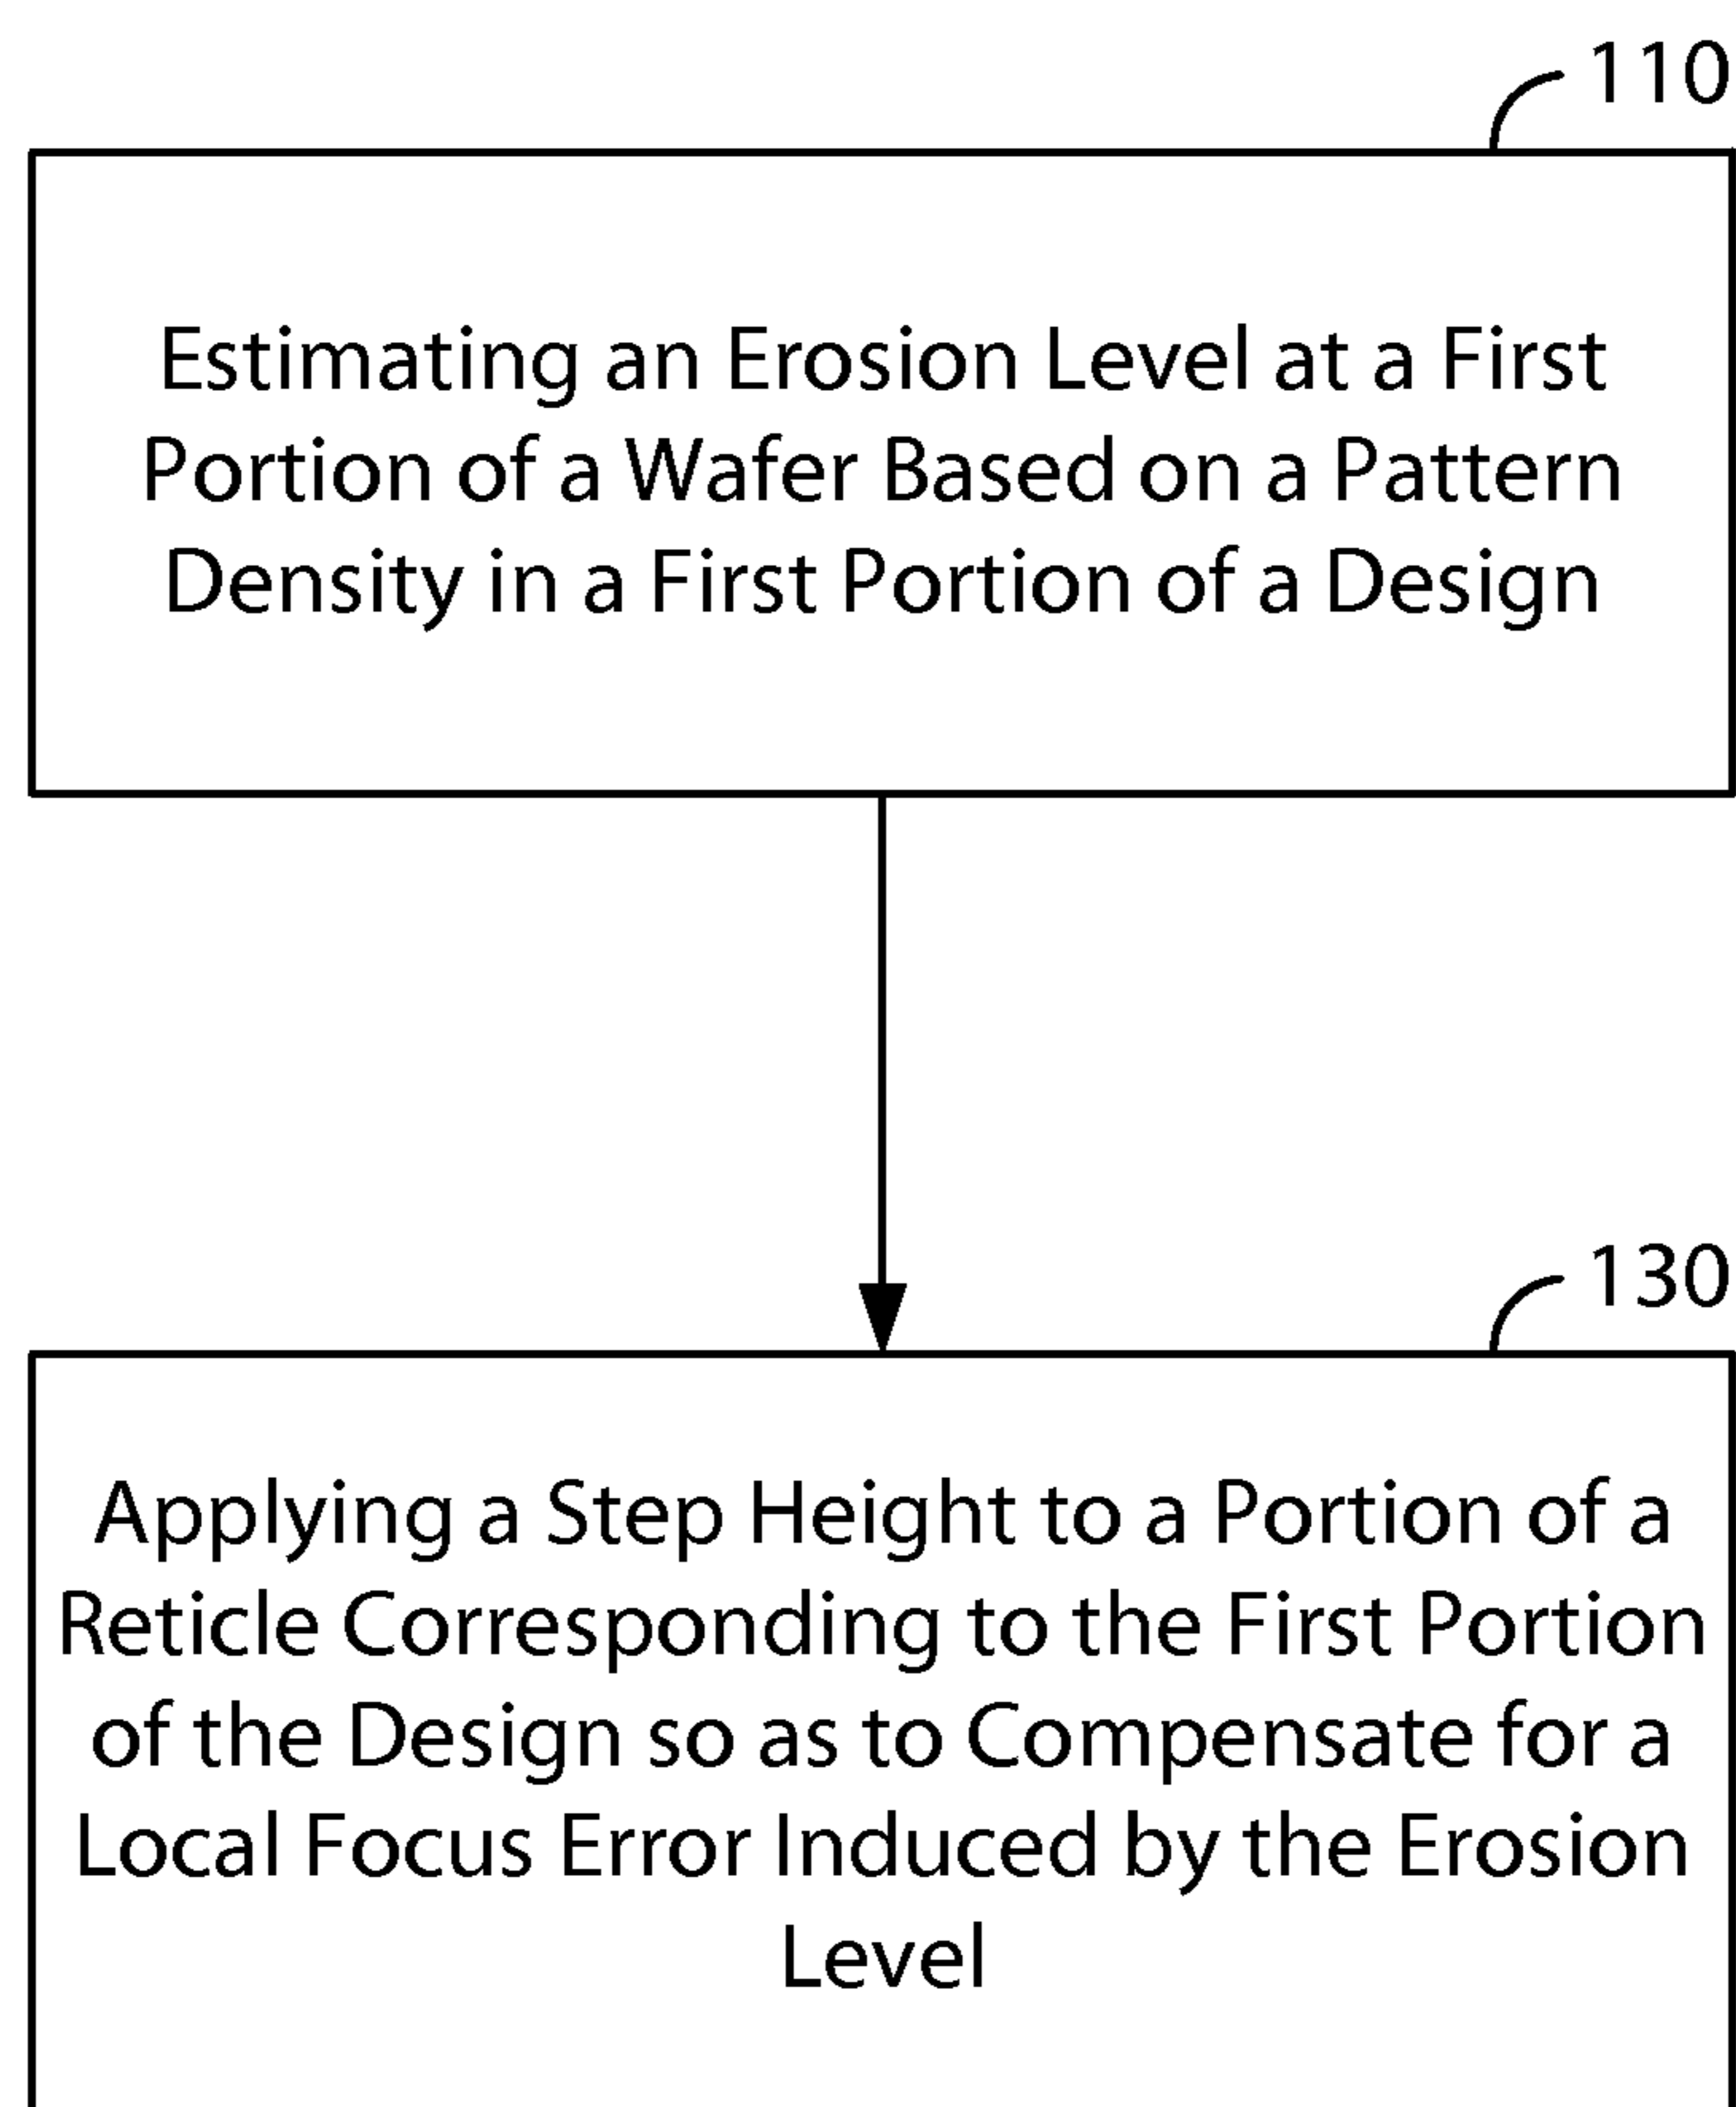 110
Estimating an Erosion Level at a First
Portion of a Wafer Based on a Pattern
Density in a First Portion of a Design
130
Applying a Step Height to a Portion of a
Reticle Corresponding to the First Portion
of the Design so as to Compensate for a
Local Focus Error Induced by the Erosion
Level